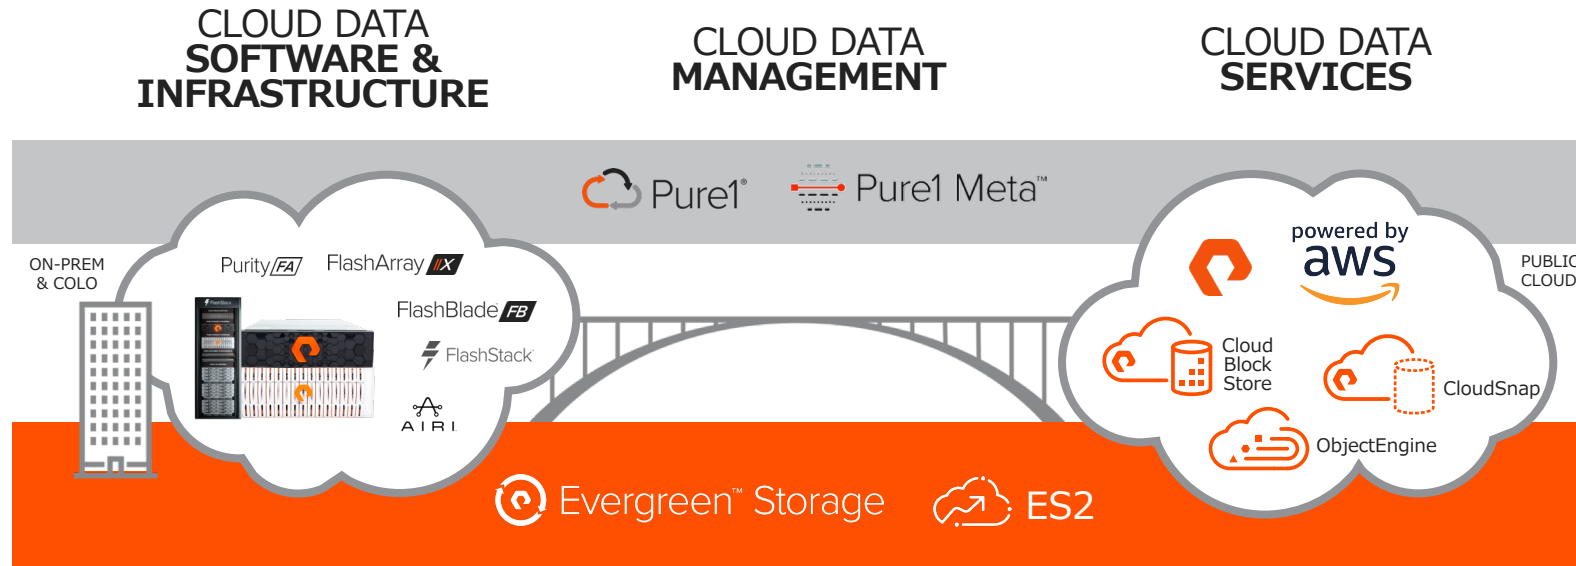 CLOUD DATA
SOFTWARE &
INFRASTRUCTURE
CLOUD DATA
MANAGEMENT
CLOUD DATA
SERVICES
Pure1®
Pure1 Meta™
ON-PREM
& COLO
Purity FA
FlashArray //X
FlashBlade FB
FlashStack
FlashStack
AIRI
powered by
aws
PUBLIC
CLOUD
Cloud
Block
Store
CloudSnap
ObjectEngine
Evergreen™ Storage
ES2